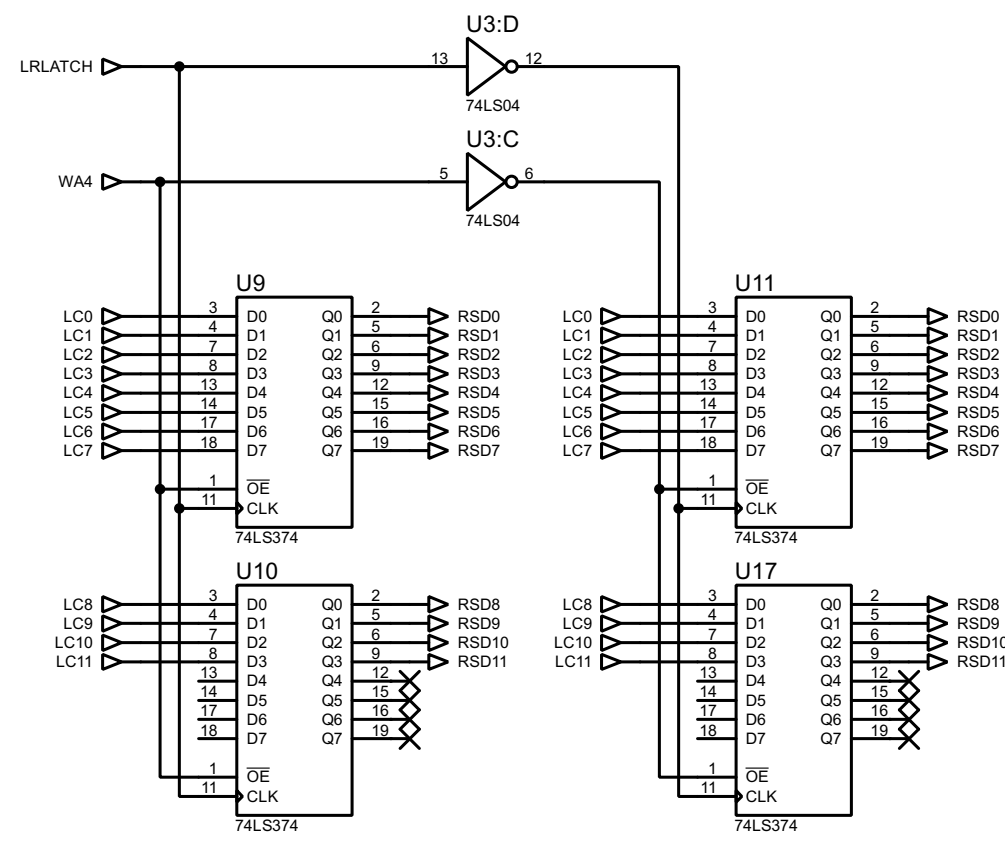 U3:D
LRLATCH 13 12
74LS04
U3:C
WA4 5 6
74LS04
U9 U11
LC0 3 D0 Q0 2 RSD0 LC0 3 D0 Q0 2 RSD0
LC1 4 D1 Q1 5 RSD1 LC1 4 D1 Q1 5 RSD1
LC2 7 D2 Q2 6 RSD2 LC2 7 D2 Q2 6 RSD2
LC3 8 D3 Q3 9 RSD3 LC3 8 D3 Q3 9 RSD3
LC4 13 D4 Q4 12 RSD4 LC4 13 D4 Q4 12 RSD4
LC5 14 D5 Q5 15 RSD5 LC5 14 D5 Q5 15 RSD5
LC6 17 D6 Q6 16 RSD6 LC6 17 D6 Q6 16 RSD6
LC7 18 D7 Q7 19 RSD7 LC7 18 D7 Q7 19 RSD7
1 OE 1 OE
11 CLK 11 CLK
74LS374 74LS374
U10 U17
LC8 3 D0 Q0 2 RSD8 LC8 3 D0 Q0 2 RSD8
LC9 4 D1 Q1 5 RSD9 LC9 4 D1 Q1 5 RSD9
LC10 7 D2 Q2 6 RSD10 LC10 7 D2 Q2 6 RSD10
LC11 8 D3 Q3 9 RSD11 LC11 8 D3 Q3 9 RSD11
13 D4 Q4 12 13 D4 Q4 12
14 D5 Q5 15 14 D5 Q5 15
17 D6 Q6 16 17 D6 Q6 16
18 D7 Q7 19 18 D7 Q7 19
1 OE 1 OE
11 CLK 11 CLK
74LS374 74LS374